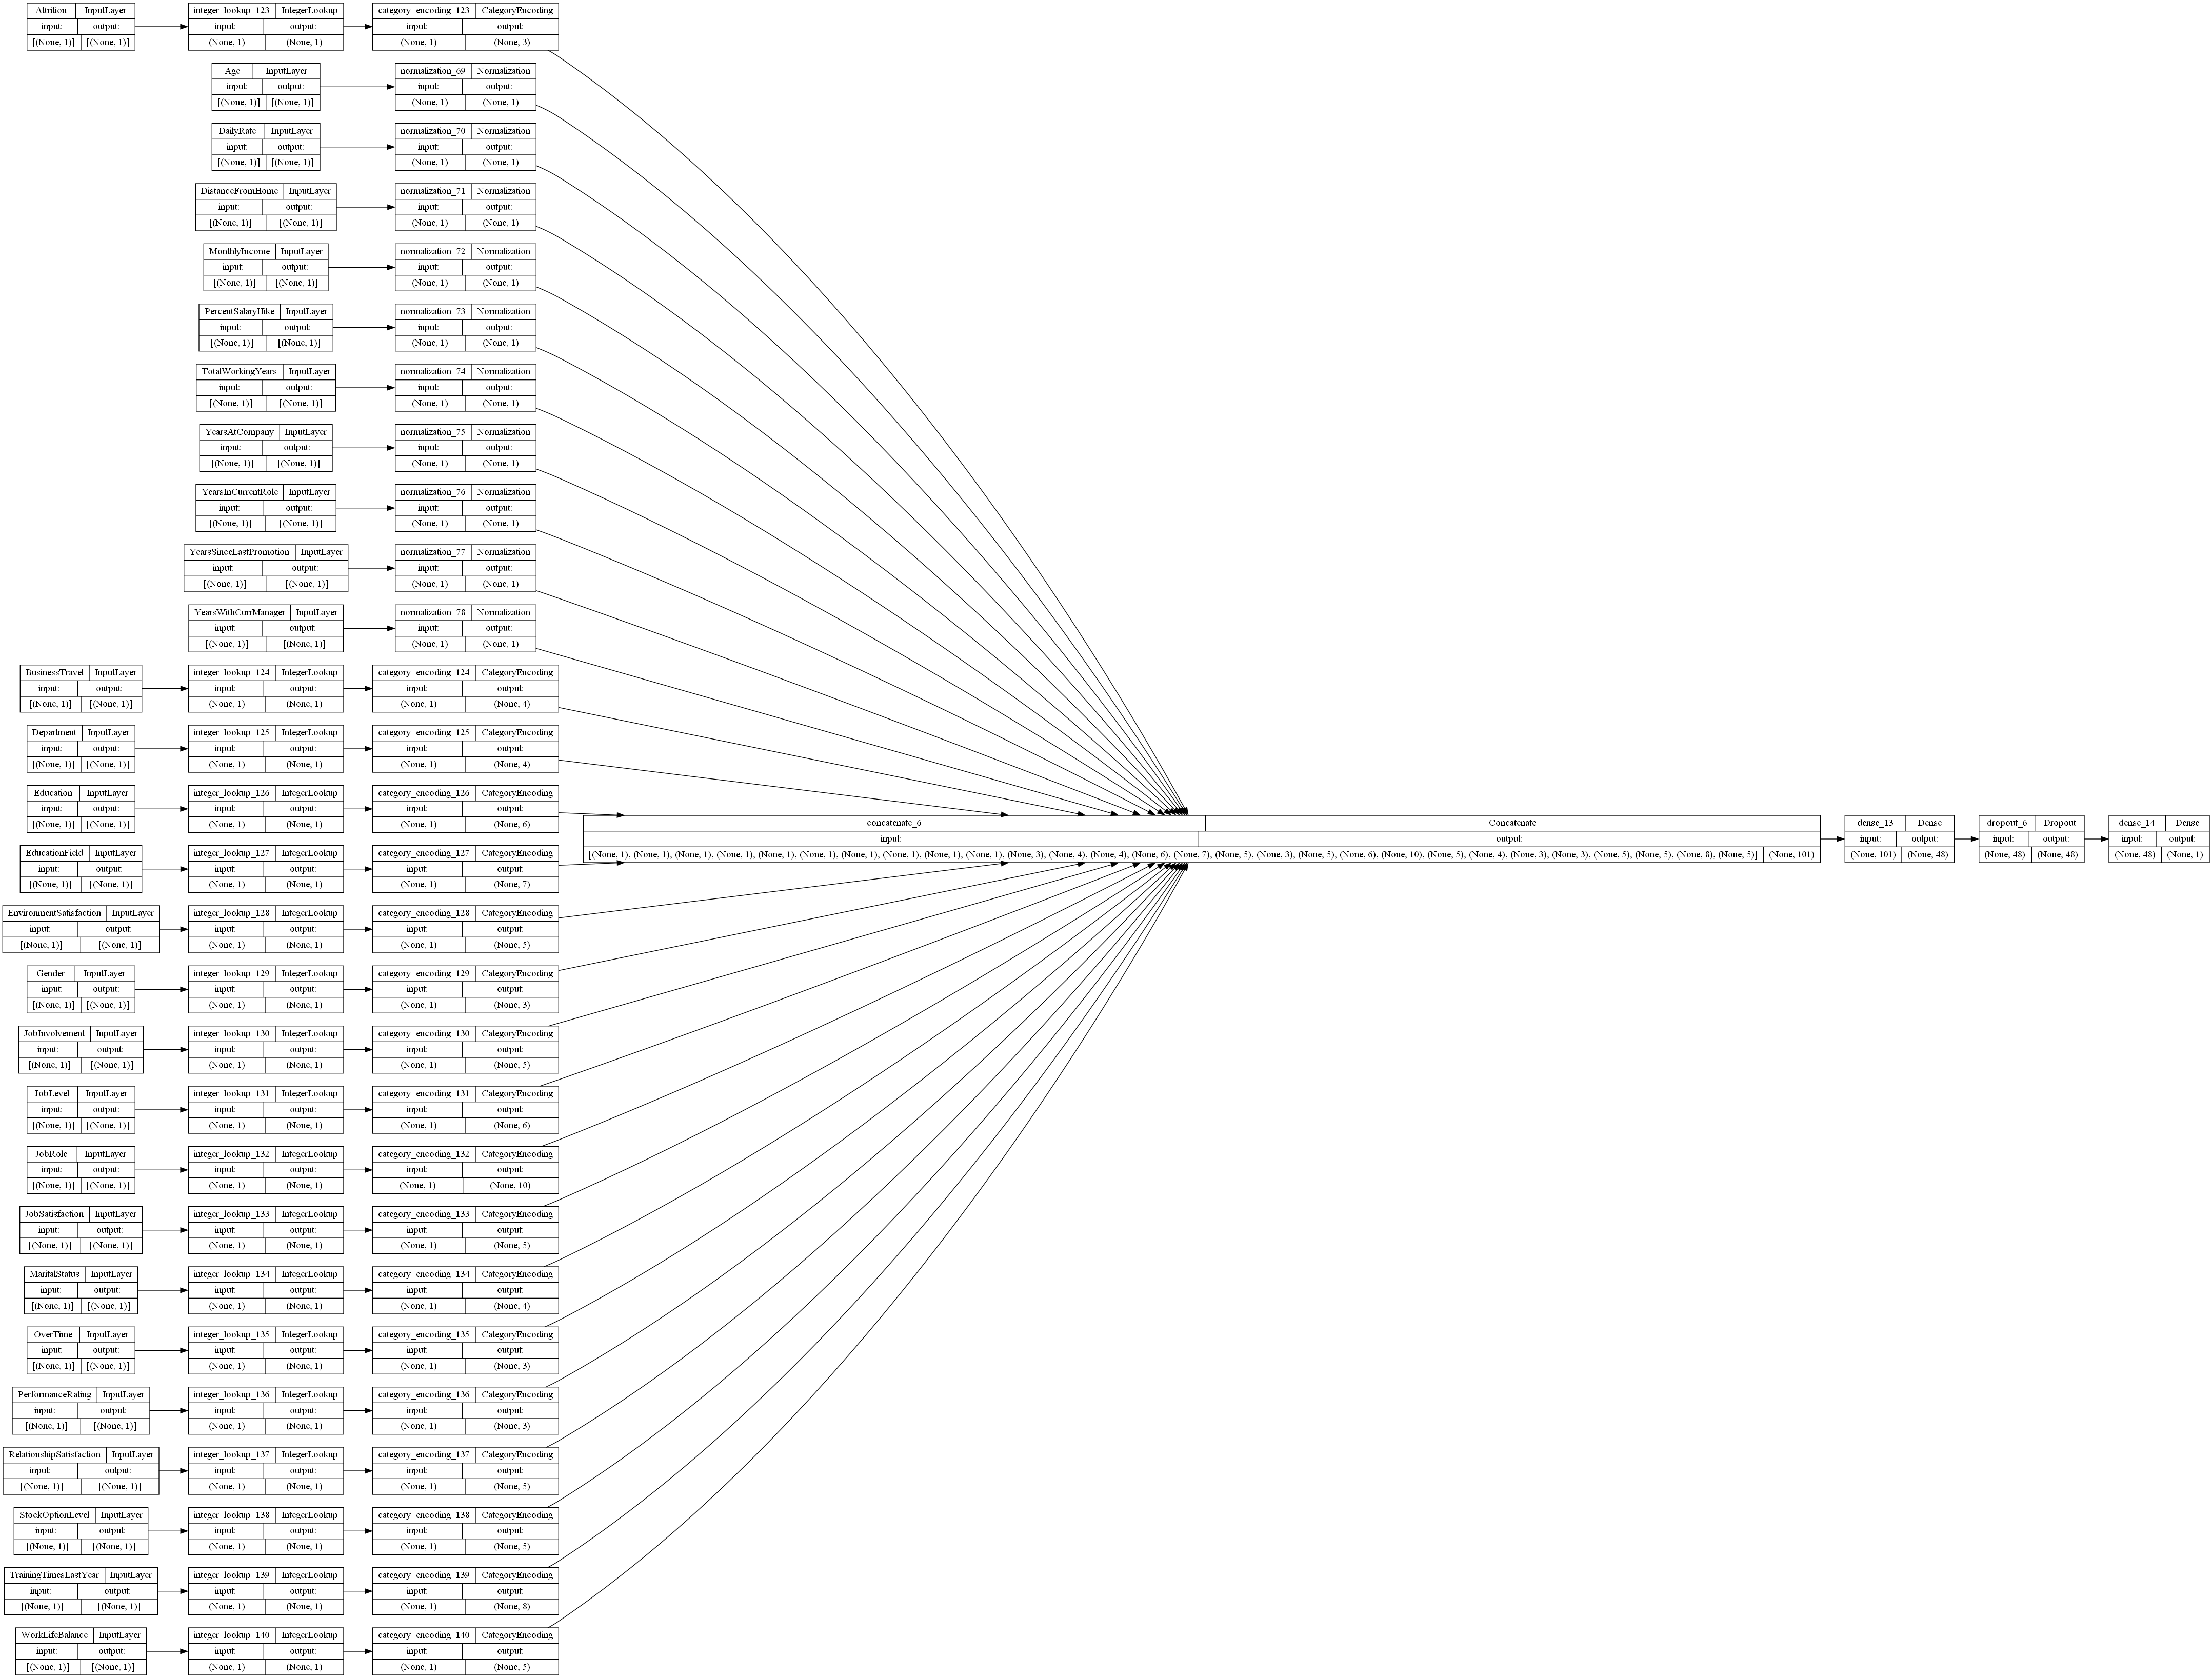 Attrition InputLayer integer_lookup_123 IntegerLookup category_encoding_123 CategoryEncoding
input: output: input: output: input: output:
[(None, 1)] [(None, 1)] (None, 1) (None, 1) (None, 1) (None, 3)
Age InputLayer normalization_69 Normalization
input: output: input: output:
[(None, 1)] [(None, 1)] (None, 1) (None, 1)
DailyRate InputLayer normalization_70 Normalization
input: output: input: output:
[(None, 1)] [(None, 1)] (None, 1) (None, 1)
DistanceFromHome InputLayer normalization_71 Normalization
input: output: input: output:
[(None, 1)] [(None, 1)] (None, 1) (None, 1)
MonthlyIncome InputLayer normalization_72 Normalization
input: output: input: output:
[(None, 1)] [(None, 1)] (None, 1) (None, 1)
PercentSalaryHike InputLayer normalization_73 Normalization
input: output: input: output:
[(None, 1)] [(None, 1)] (None, 1) (None, 1)
TotalWorkingYears InputLayer normalization_74 Normalization
input: output: input: output:
[(None, 1)] [(None, 1)] (None, 1) (None, 1)
YearsAtCompany InputLayer normalization_75 Normalization
input: output: input: output:
[(None, 1)] [(None, 1)] (None, 1) (None, 1)
YearsInCurrentRole InputLayer normalization_76 Normalization
input: output: input: output:
[(None, 1)] [(None, 1)] (None, 1) (None, 1)
YearsSinceLastPromotion InputLayer normalization_77 Normalization
input: output: input: output:
[(None, 1)] [(None, 1)] (None, 1) (None, 1)
YearsWithCurrManager InputLayer normalization_78 Normalization
input: output: input: output:
[(None, 1)] [(None, 1)] (None, 1) (None, 1)
BusinessTravel InputLayer integer_lookup_124 IntegerLookup category_encoding_124 CategoryEncoding
input: output: input: output: input: output:
[(None, 1)] [(None, 1)] (None, 1) (None, 1) (None, 1) (None, 4)
Department InputLayer integer_lookup_125 IntegerLookup category_encoding_125 CategoryEncoding
input: output: input: output: input: output:
[(None, 1)] [(None, 1)] (None, 1) (None, 1) (None, 1) (None, 4)
Education InputLayer integer_lookup_126 IntegerLookup category_encoding_126 CategoryEncoding
input: output: input: output: input: output:
[(None, 1)] [(None, 1)] (None, 1) (None, 1) (None, 1) (None, 6)
concatenate_6 Concatenate dense_13 Dense dropout_6 Dropout dense_14 Dense
input: output: input: output: input: output: input: output:
[(None, 1), (None, 1), (None, 1), (None, 1), (None, 1), (None, 1), (None, 1), (None, 1), (None, 1), (None, 1), (None, 3), (None, 4), (None, 4), (None, 6), (None, 7), (None, 5), (None, 3), (None, 5), (None, 6), (None, 10), (None, 5), (None, 4), (None, 3), (None, 3), (None, 5), (None, 5), (None, 8), (None, 5)] (None, 101) (None, 101) (None, 48) (None, 48) (None, 48) (None, 48) (None, 1)
EducationField InputLayer integer_lookup_127 IntegerLookup category_encoding_127 CategoryEncoding
input: output: input: output: input: output:
[(None, 1)] [(None, 1)] (None, 1) (None, 1) (None, 1) (None, 7)
EnvironmentSatisfaction InputLayer integer_lookup_128 IntegerLookup category_encoding_128 CategoryEncoding
input: output: input: output: input: output:
[(None, 1)] [(None, 1)] (None, 1) (None, 1) (None, 1) (None, 5)
Gender InputLayer integer_lookup_129 IntegerLookup category_encoding_129 CategoryEncoding
input: output: input: output: input: output:
[(None, 1)] [(None, 1)] (None, 1) (None, 1) (None, 1) (None, 3)
JobInvolvement InputLayer integer_lookup_130 IntegerLookup category_encoding_130 CategoryEncoding
input: output: input: output: input: output:
[(None, 1)] [(None, 1)] (None, 1) (None, 1) (None, 1) (None, 5)
JobLevel InputLayer integer_lookup_131 IntegerLookup category_encoding_131 CategoryEncoding
input: output: input: output: input: output:
[(None, 1)] [(None, 1)] (None, 1) (None, 1) (None, 1) (None, 6)
JobRole InputLayer integer_lookup_132 IntegerLookup category_encoding_132 CategoryEncoding
input: output: input: output: input: output:
[(None, 1)] [(None, 1)] (None, 1) (None, 1) (None, 1) (None, 10)
JobSatisfaction InputLayer integer_lookup_133 IntegerLookup category_encoding_133 CategoryEncoding
input: output: input: output: input: output:
[(None, 1)] [(None, 1)] (None, 1) (None, 1) (None, 1) (None, 5)
MaritalStatus InputLayer integer_lookup_134 IntegerLookup category_encoding_134 CategoryEncoding
input: output: input: output: input: output:
[(None, 1)] [(None, 1)] (None, 1) (None, 1) (None, 1) (None, 4)
OverTime InputLayer integer_lookup_135 IntegerLookup category_encoding_135 CategoryEncoding
input: output: input: output: input: output:
[(None, 1)] [(None, 1)] (None, 1) (None, 1) (None, 1) (None, 3)
PerformanceRating InputLayer integer_lookup_136 IntegerLookup category_encoding_136 CategoryEncoding
input: output: input: output: input: output:
[(None, 1)] [(None, 1)] (None, 1) (None, 1) (None, 1) (None, 3)
RelationshipSatisfaction InputLayer integer_lookup_137 IntegerLookup category_encoding_137 CategoryEncoding
input: output: input: output: input: output:
[(None, 1)] [(None, 1)] (None, 1) (None, 1) (None, 1) (None, 5)
StockOptionLevel InputLayer integer_lookup_138 IntegerLookup category_encoding_138 CategoryEncoding
input: output: input: output: input: output:
[(None, 1)] [(None, 1)] (None, 1) (None, 1) (None, 1) (None, 5)
TrainingTimesLastYear InputLayer integer_lookup_139 IntegerLookup category_encoding_139 CategoryEncoding
input: output: input: output: input: output:
[(None, 1)] [(None, 1)] (None, 1) (None, 1) (None, 1) (None, 8)
WorkLifeBalance InputLayer integer_lookup_140 IntegerLookup category_encoding_140 CategoryEncoding
input: output: input: output: input: output:
[(None, 1)] [(None, 1)] (None, 1) (None, 1) (None, 1) (None, 5)